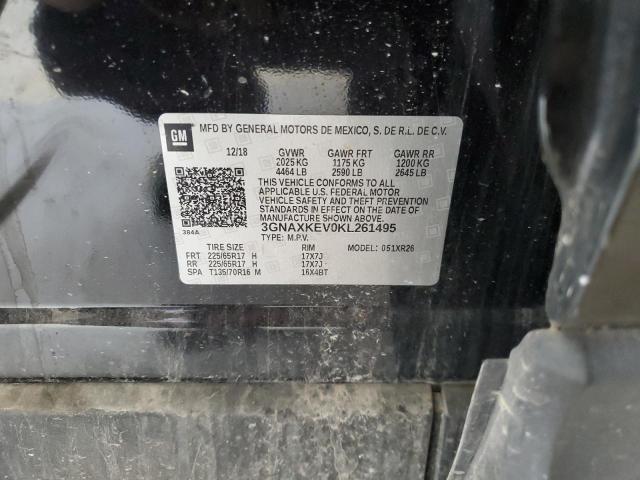 GM MFD BY GENERAL MOTORS DE MEXICO, S. DE R.L. DE C.V.
12/18 GVWR GAWR FRT GAWR RR
2025 KG 1175 KG 1200 KG
4464 LB 2590 LB 2645 LB
THIS VEHICLE CONFORMS TO ALL
APPLICABLE U.S. FEDERAL MOTOR
VEHICLE SAFETY AND THEFT PREVENTION
STANDARDS IN EFFECT ON THE DATE OF
MANUFACTURE SHOWN ABOVE.
384A 3GNAXKEV0KL261495
TYPE: M.P.V. MODEL: 051XR26
TIRE SIZE RIM
FRT 225/65R17 H 17X7J
RR 225/65R17 H 17X7J
SPA T135/70R16 M 16X4BT